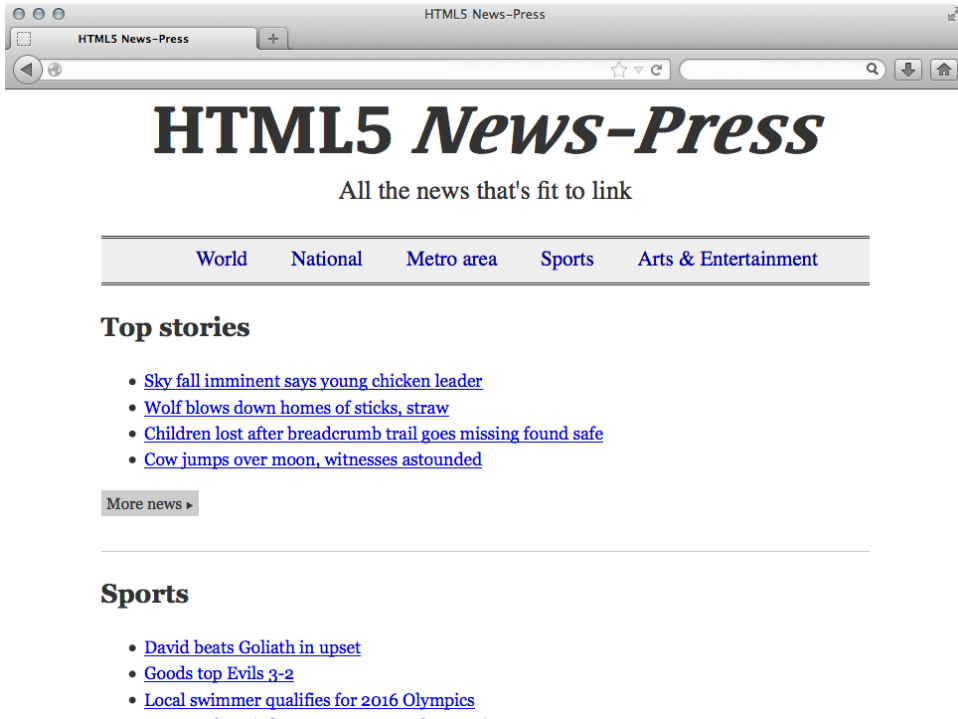 HTML5 News-Press
HTML5 News-Press
HTML5 News-Press
All the news that's fit to link
World National Metro area Sports Arts & Entertainment
Top stories
Sky fall imminent says young chicken leader
Wolf blows down homes of sticks, straw
Children lost after breadcrumb trail goes missing found safe
Cow jumps over moon, witnesses astounded
More news ▸
Sports
David beats Goliath in upset
Goods top Evils 3-2
Local swimmer qualifies for 2016 Olympics